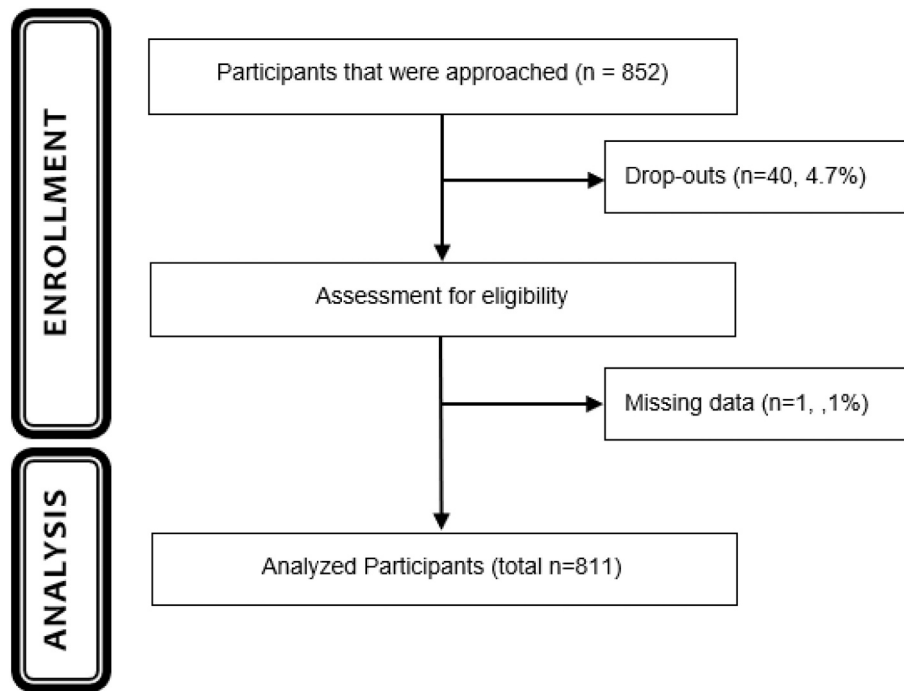 ENROLLMENT
Participants that were approached (n = 852)
Drop-outs (n=40, 4.7%)
Assessment for eligibility
Missing data (n=1, ,1%)
ANALYSIS
Analyzed Participants (total n=811)